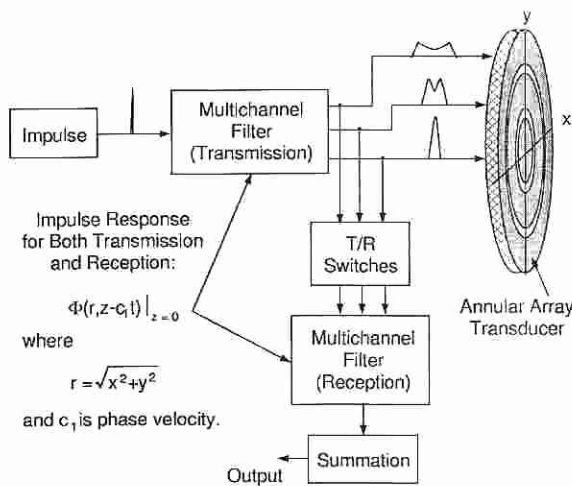 y
x
Impulse
Multichannel
Filter
(Transmission)
Impulse Response
for Both Transmission
and Reception:
Φ(r,z-c₁t)|z=0
where
r=√x²+y²
and c₁ is phase velocity.
T/R
Switches
Annular Array
Transducer
Multichannel
Filter
(Reception)
Summation
Output